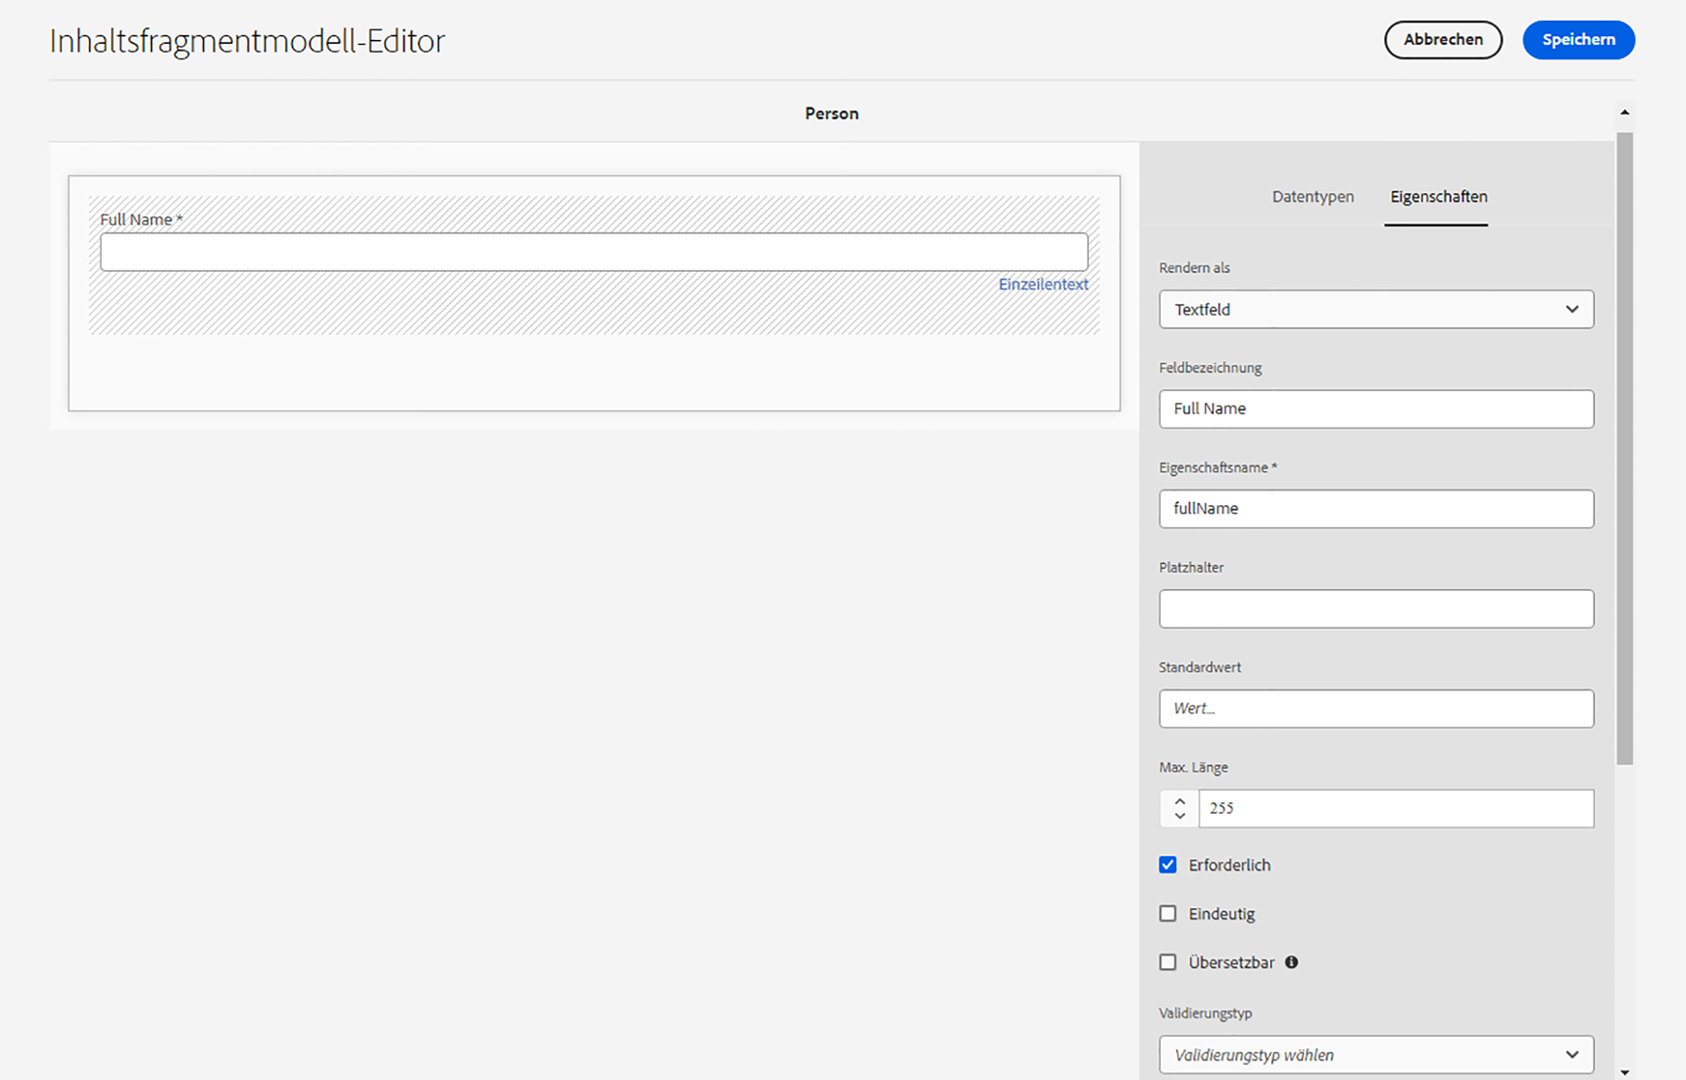 Inhaltsfragmentmodell-Editor
Abbrechen
Speichern
Person
Full Name *
Einzeilentext
Datentypen
Eigenschaften
Rendern als
Textfeld
Feldbezeichnung
Full Name
Eigenschaftsname *
fullName
Platzhalter
Standardwert
Wert...
Max. Länge
255
Erforderlich
Eindeutig
Übersetzbar
Validierungstyp
Validierungstyp wählen